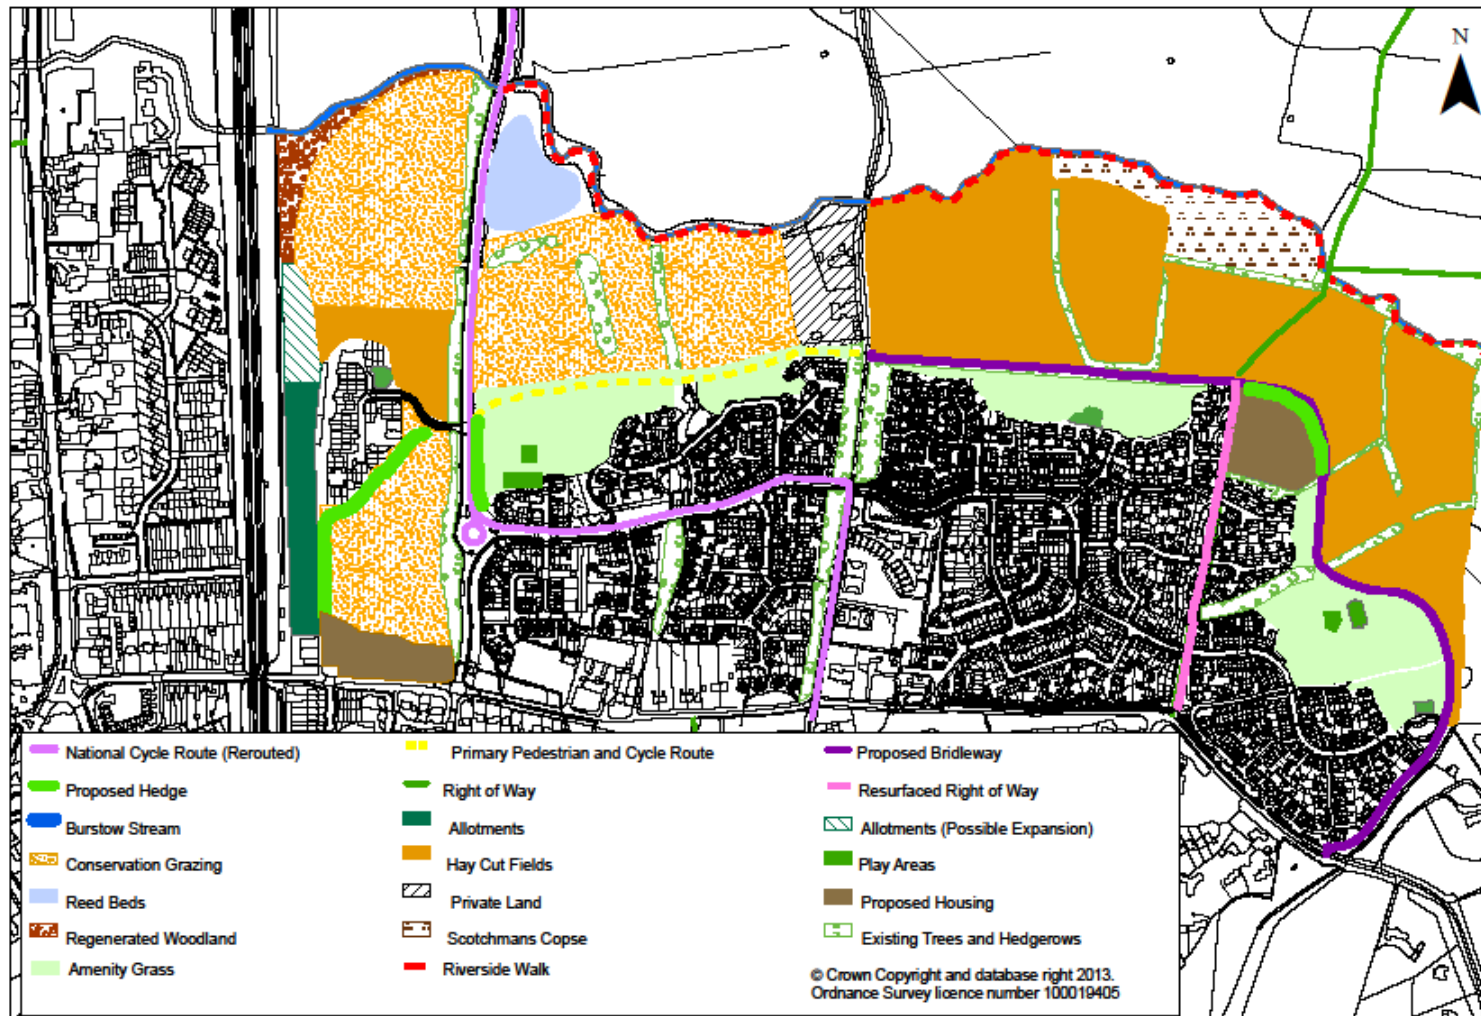 N
National Cycle Route (Rerouted)
Primary Pedestrian and Cycle Route
Proposed Bridleway
Proposed Hedge
Right of Way
Resurfaced Right of Way
Burstow Stream
Allotments
Allotments (Possible Expansion)
Conservation Grazing
Hay Cut Fields
Play Areas
Reed Beds
Private Land
Proposed Housing
Regenerated Woodland
Scotchmans Copse
Existing Trees and Hedgerows
Amenity Grass
Riverside Walk
© Crown Copyright and database right 2013.
Ordnance Survey licence number 100019405